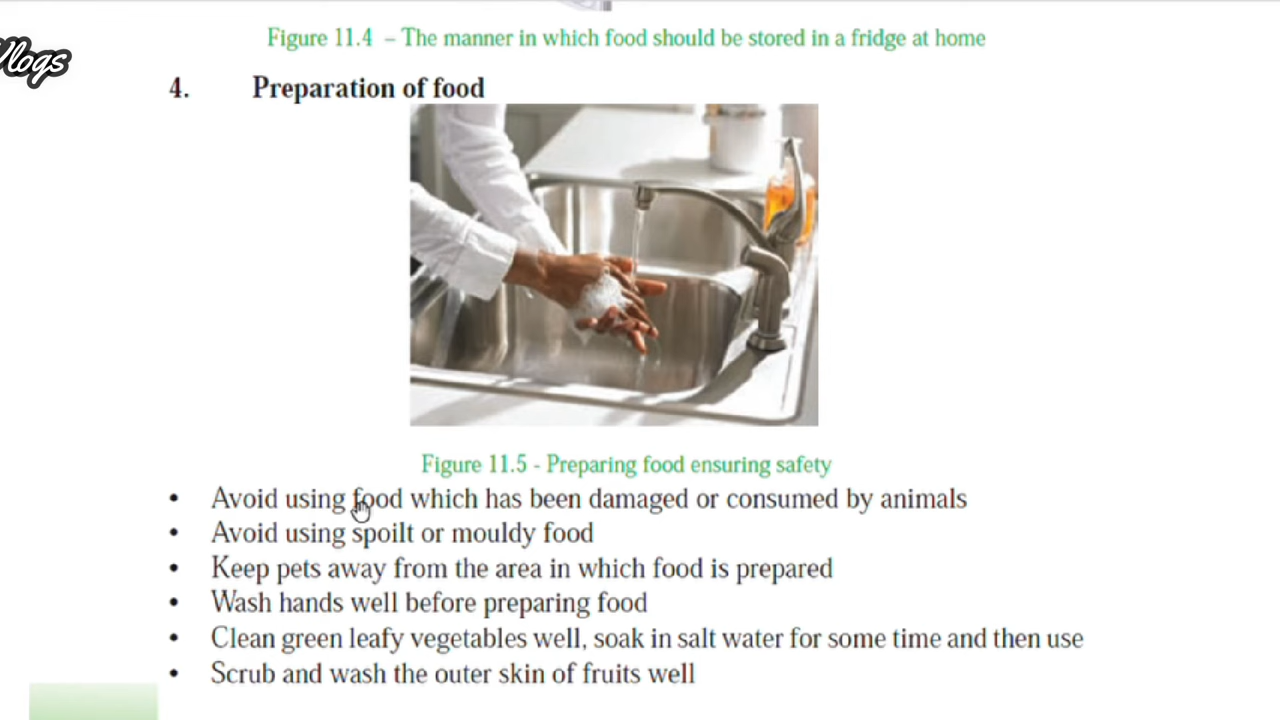 Vlogs
Figure 11.4 – The manner in which food should be stored in a fridge at home
4. Preparation of food
Figure 11.5 - Preparing food ensuring safety
• Avoid using food which has been damaged or consumed by animals
• Avoid using spoilt or mouldy food
• Keep pets away from the area in which food is prepared
• Wash hands well before preparing food
• Clean green leafy vegetables well, soak in salt water for some time and then use
• Scrub and wash the outer skin of fruits well